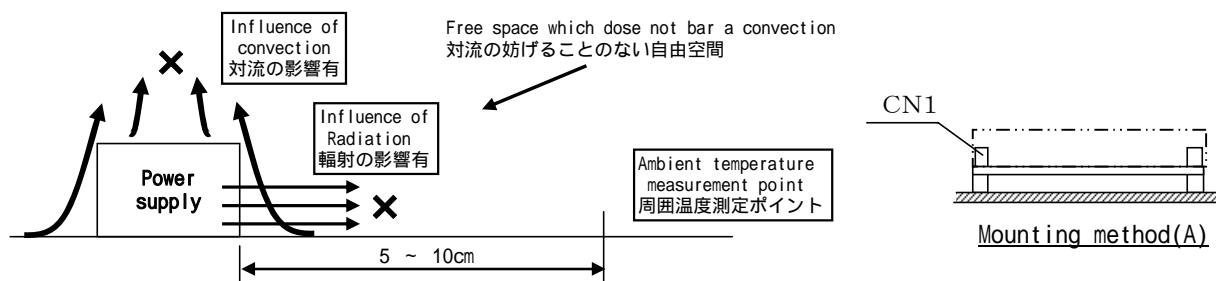 Influence of
convection
対流の影響有
Free space which dose not bar a convection
対流の妨げることのない自由空間
Influence of
Radiation
輻射の影響有
Power
supply
Ambient temperature
measurement point
周囲温度測定ポイント
5 ~ 10cm
CN1
Mounting method(A)